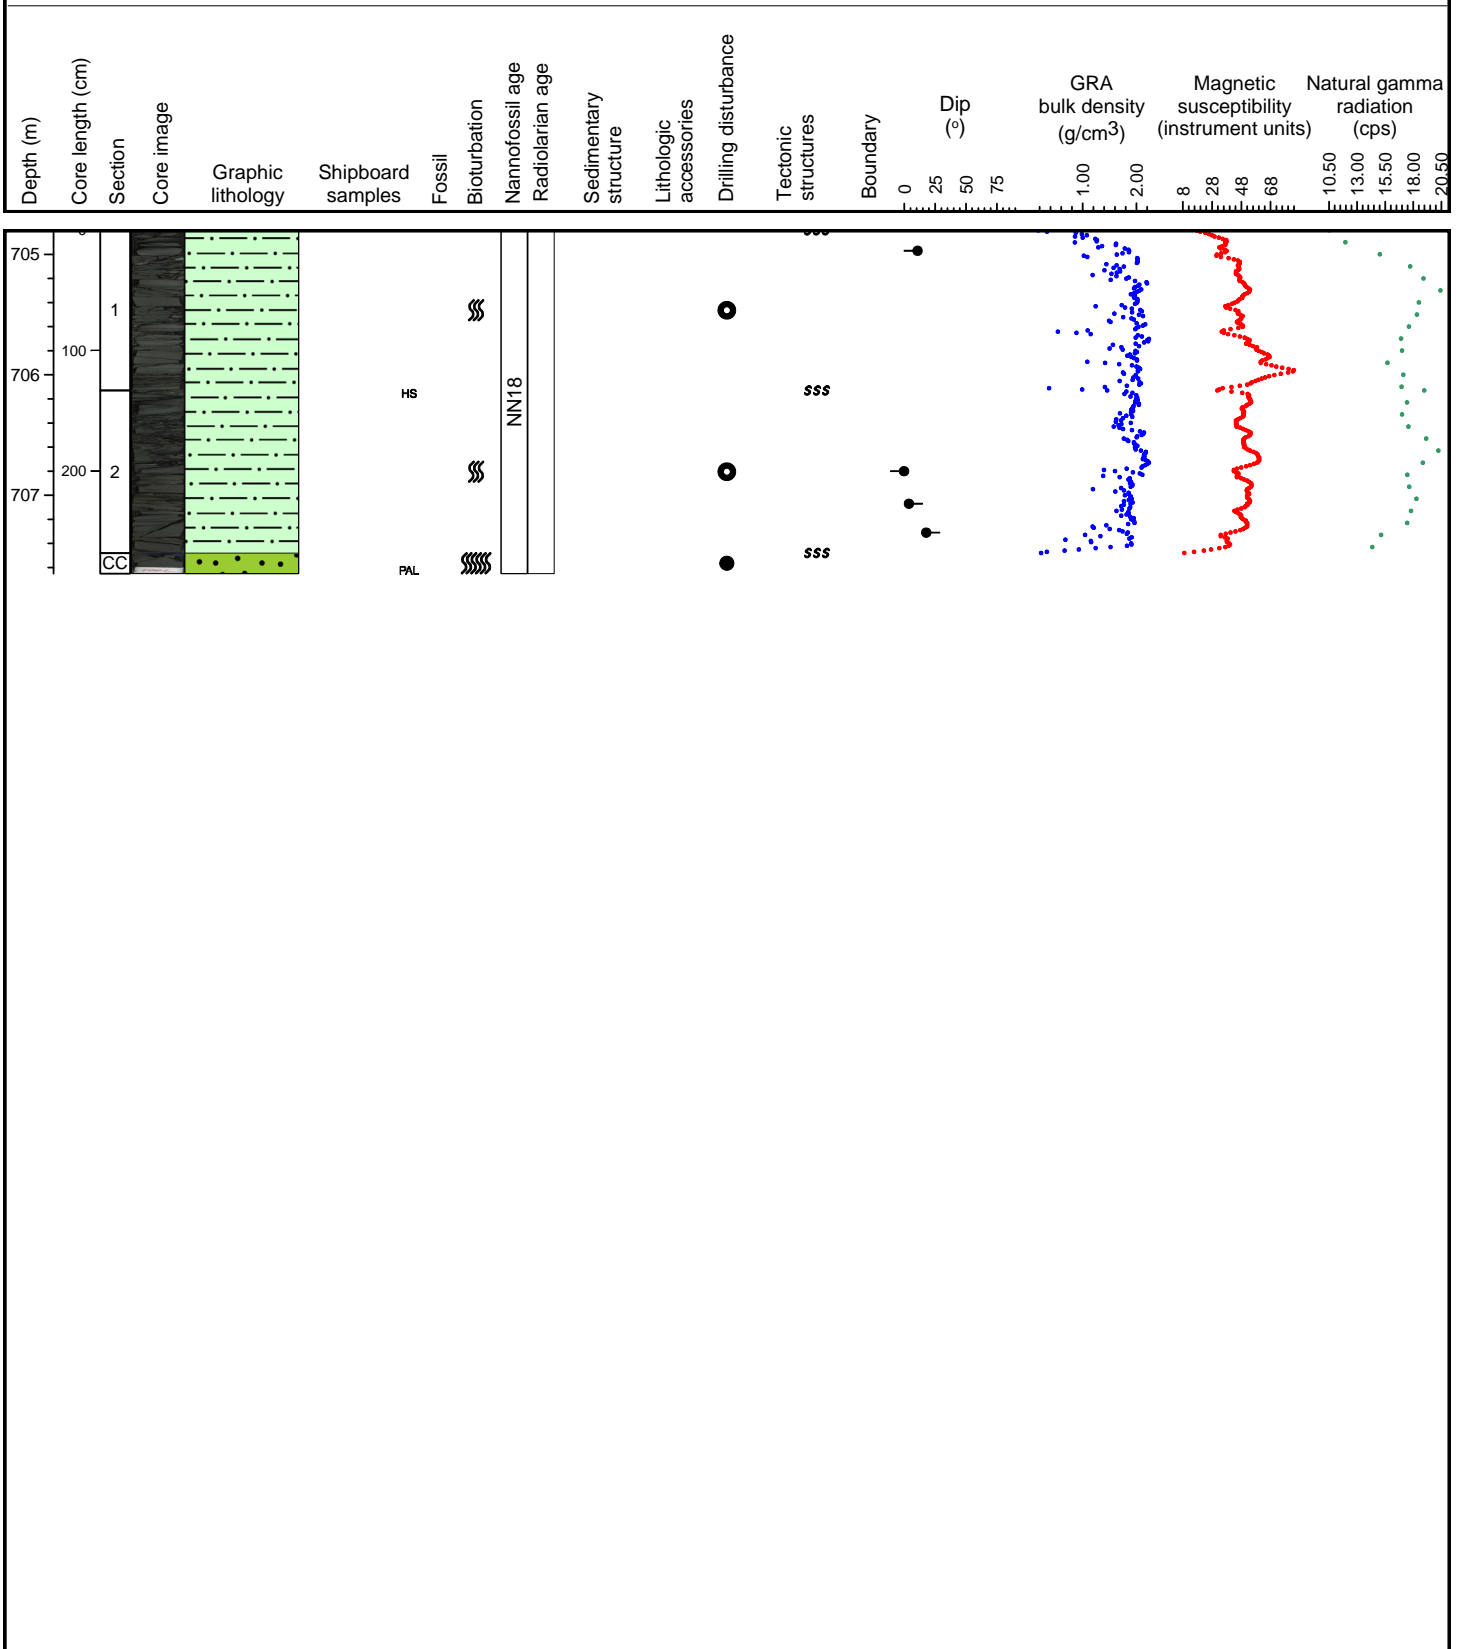 Depth (m)
Core length (cm)
Section
Core image
Graphic
lithology
Shipboard
samples
Fossil
Bioturbation
Nannofossil age
Radiolarian age
Sedimentary
structure
Lithologic
accessories
Drilling disturbance
Tectonic
structures
Boundary
Dip
(o)
0
25
50
75
GRA
bulk density
(g/cm3)
1.00
2.00
Magnetic
susceptibility
(instrument units)
8
28
48
68
Natural gamma
radiation
(cps)
10.50
13.00
15.50
18.00
20.50
705
1
100
706
HS
NN18
200
2
707
CC
PAL